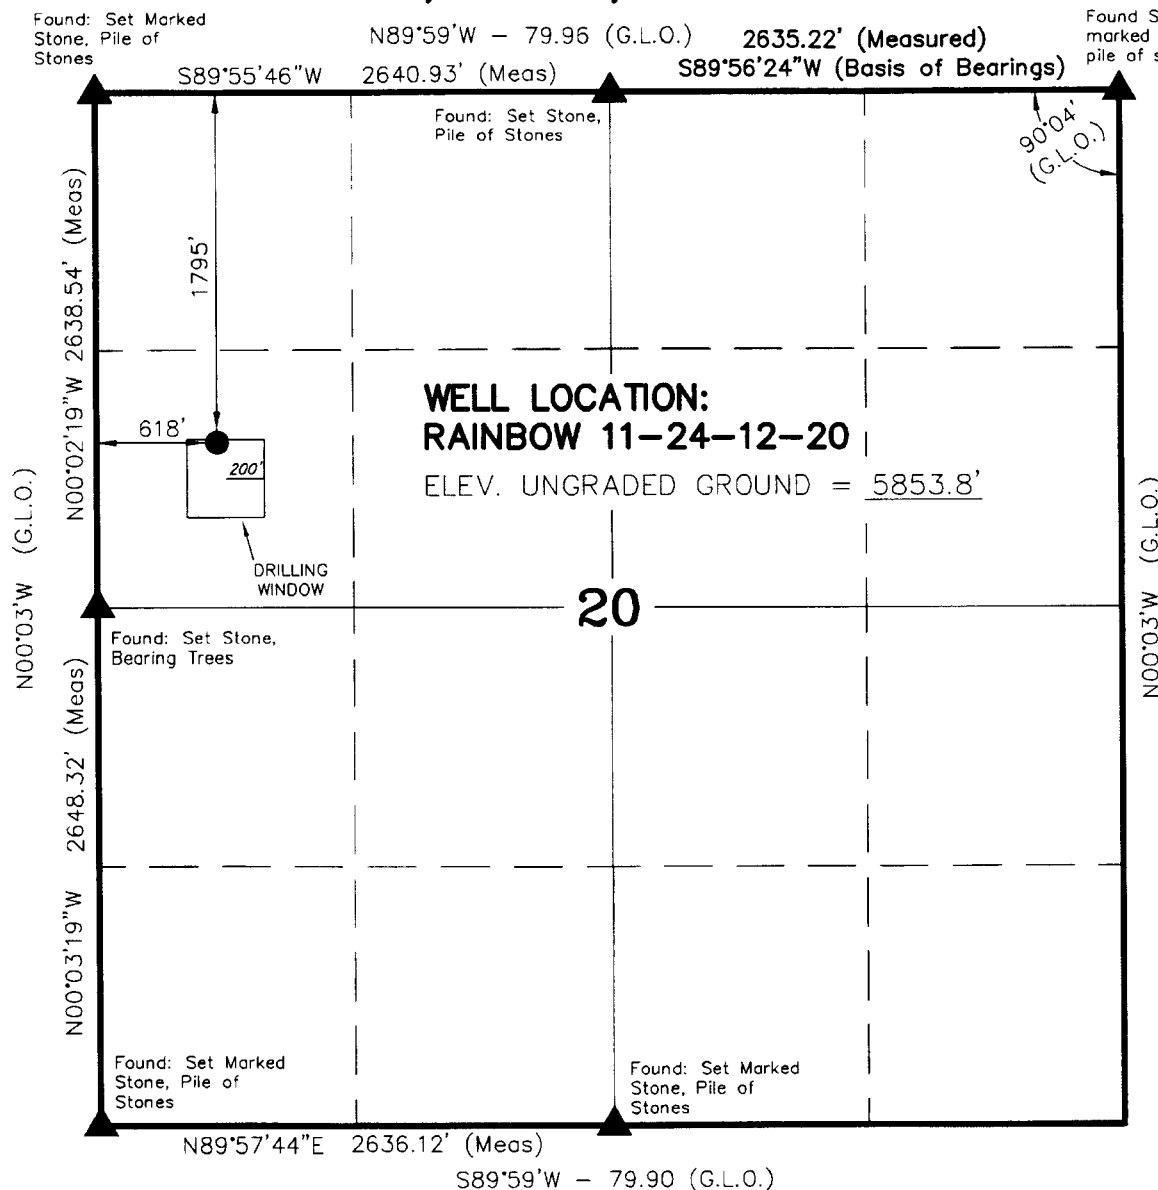 Found: Set Marked
Stone, Pile of
Stones
N89°59'W – 79.96 (G.L.O.)
2635.22' (Measured)
Found
marked
pile of
S89°55'46"W 2640.93' (Meas)
S89°56'24"W (Basis of Bearings)
Found: Set Stone,
Pile of Stones
90°04'
(G.L.O.)
N00°02'19"W 2638.54' (Meas)
1795'
618'
200'
WELL LOCATION:
RAINBOW 11–24–12–20
ELEV. UNGRADED GROUND = 5853.8'
DRILLING
WINDOW
N00°03'W (G.L.O.)
N00°03'W (G.L.O.)
20
Found: Set Stone,
Bearing Trees
N00°03'19"W 2648.32' (Meas)
Found: Set Marked
Stone, Pile of
Stones
Found: Set Marked
Stone, Pile of
Stones
N89°57'44"E 2636.12' (Meas)
S89°59'W – 79.90 (G.L.O.)